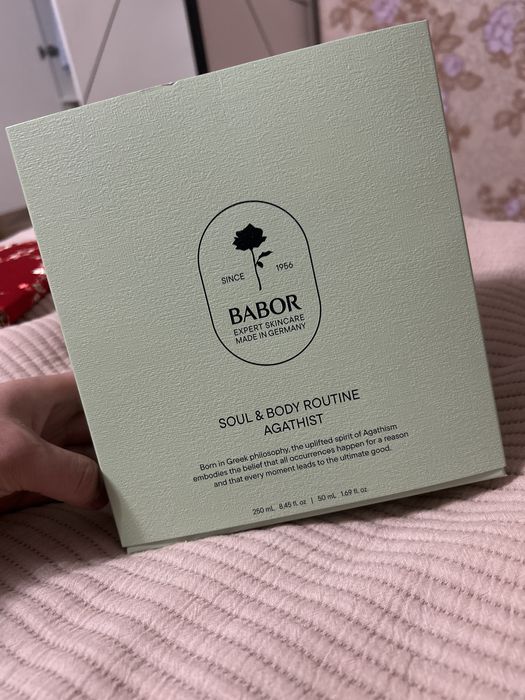 SINCE 1956
BABOR
EXPERT SKINCARE
MADE IN GERMANY
SOUL & BODY ROUTINE
AGATHIST
Born in Greek philosophy, the uplifted spirit of Agathism
embodies the belief that all occurrences happen for a reason
and that every moment leads to the ultimate good.
250 mL 8.45 fl. oz | 50 mL 1.69 fl. oz